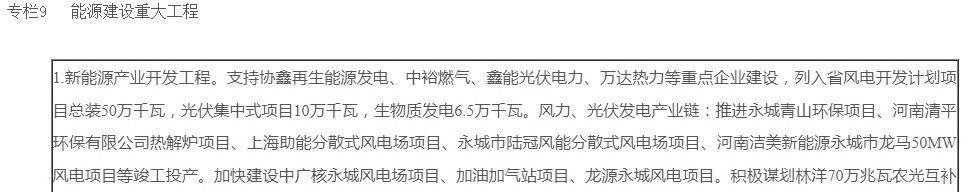 专栏9 能源建设重大工程
1.新能源产业开发工程。支持协鑫再生能源发电、中裕燃气、鑫能光伏电力、万达热力等重点企业建设，列入省风电开发计划项
目总装50万千瓦，光伏集中式项目10万千瓦，生物质发电6.5万千瓦。风力、光伏发电产业链：推进永城青山环保项目、河南清平
环保有限公司热解炉项目、上海助能分散式风电场项目、永城市陆冠风能分散式风电场项目、河南洁美新能源永城市龙马50MW
风电项目等竣工投产。加快建设中广核永城风电场项目、加油加气站项目、龙源永城风电项目。积极谋划林洋70万兆瓦农光互补